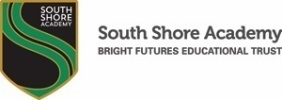 SOUTH
SHORE
ACADEMY
South Shore Academy
BRIGHT FUTURES EDUCATIONAL TRUST